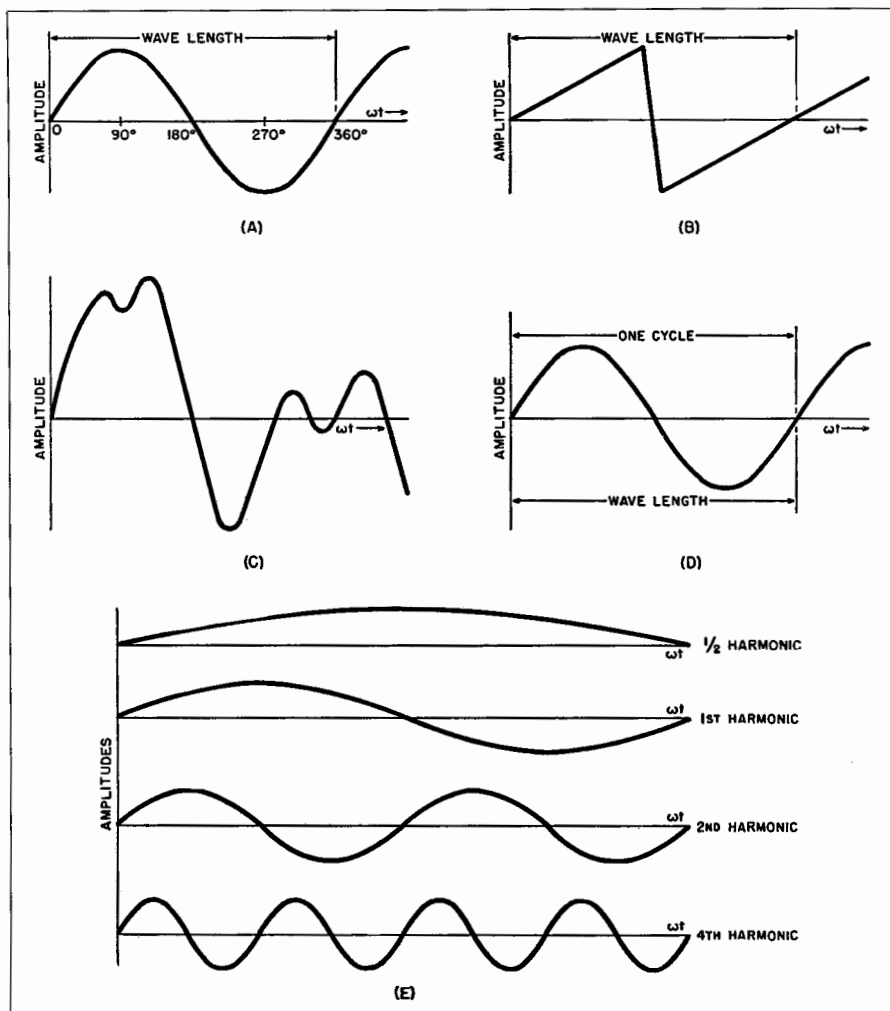 WAVE LENGTH
AMPLITUDE
0 90° 180° 270° 360°
ωt
(A)
WAVE LENGTH
AMPLITUDE
ωt
(B)
AMPLITUDE
ωt
(C)
ONE CYCLE
AMPLITUDE
ωt
WAVE LENGTH
(D)
AMPLITUDES
ωt
1/2 HARMONIC
ωt
1ST HARMONIC
ωt
2ND HARMONIC
ωt
4TH HARMONIC
(E)